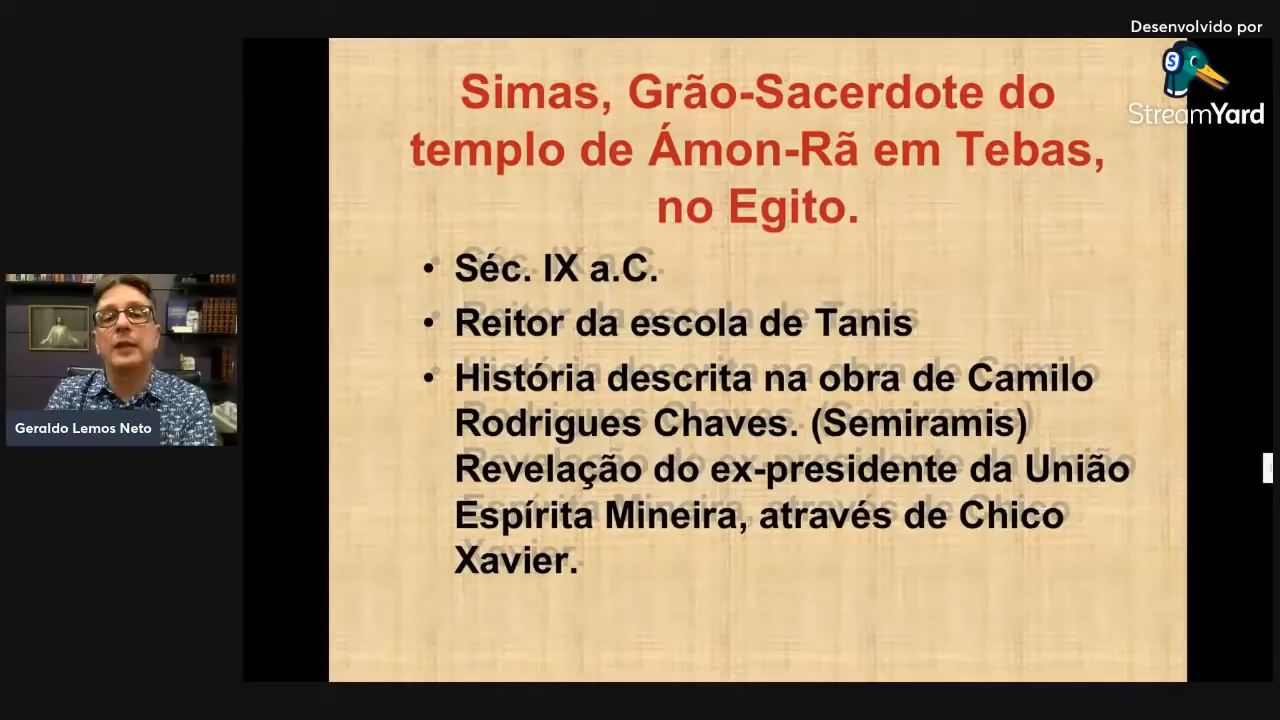 Desenvolvido por
StreamYard
Simas, Grão-Sacerdote do
templo de Ámon-Rã em Tebas,
no Egito.
• Séc. IX a.C.
• Reitor da escola de Tanis
• História descrita na obra de Camilo
Rodrigues Chaves. (Semiramis)
Revelação do ex-presidente da União
Espírita Mineira, através de Chico
Xavier.
Geraldo Lemos Neto